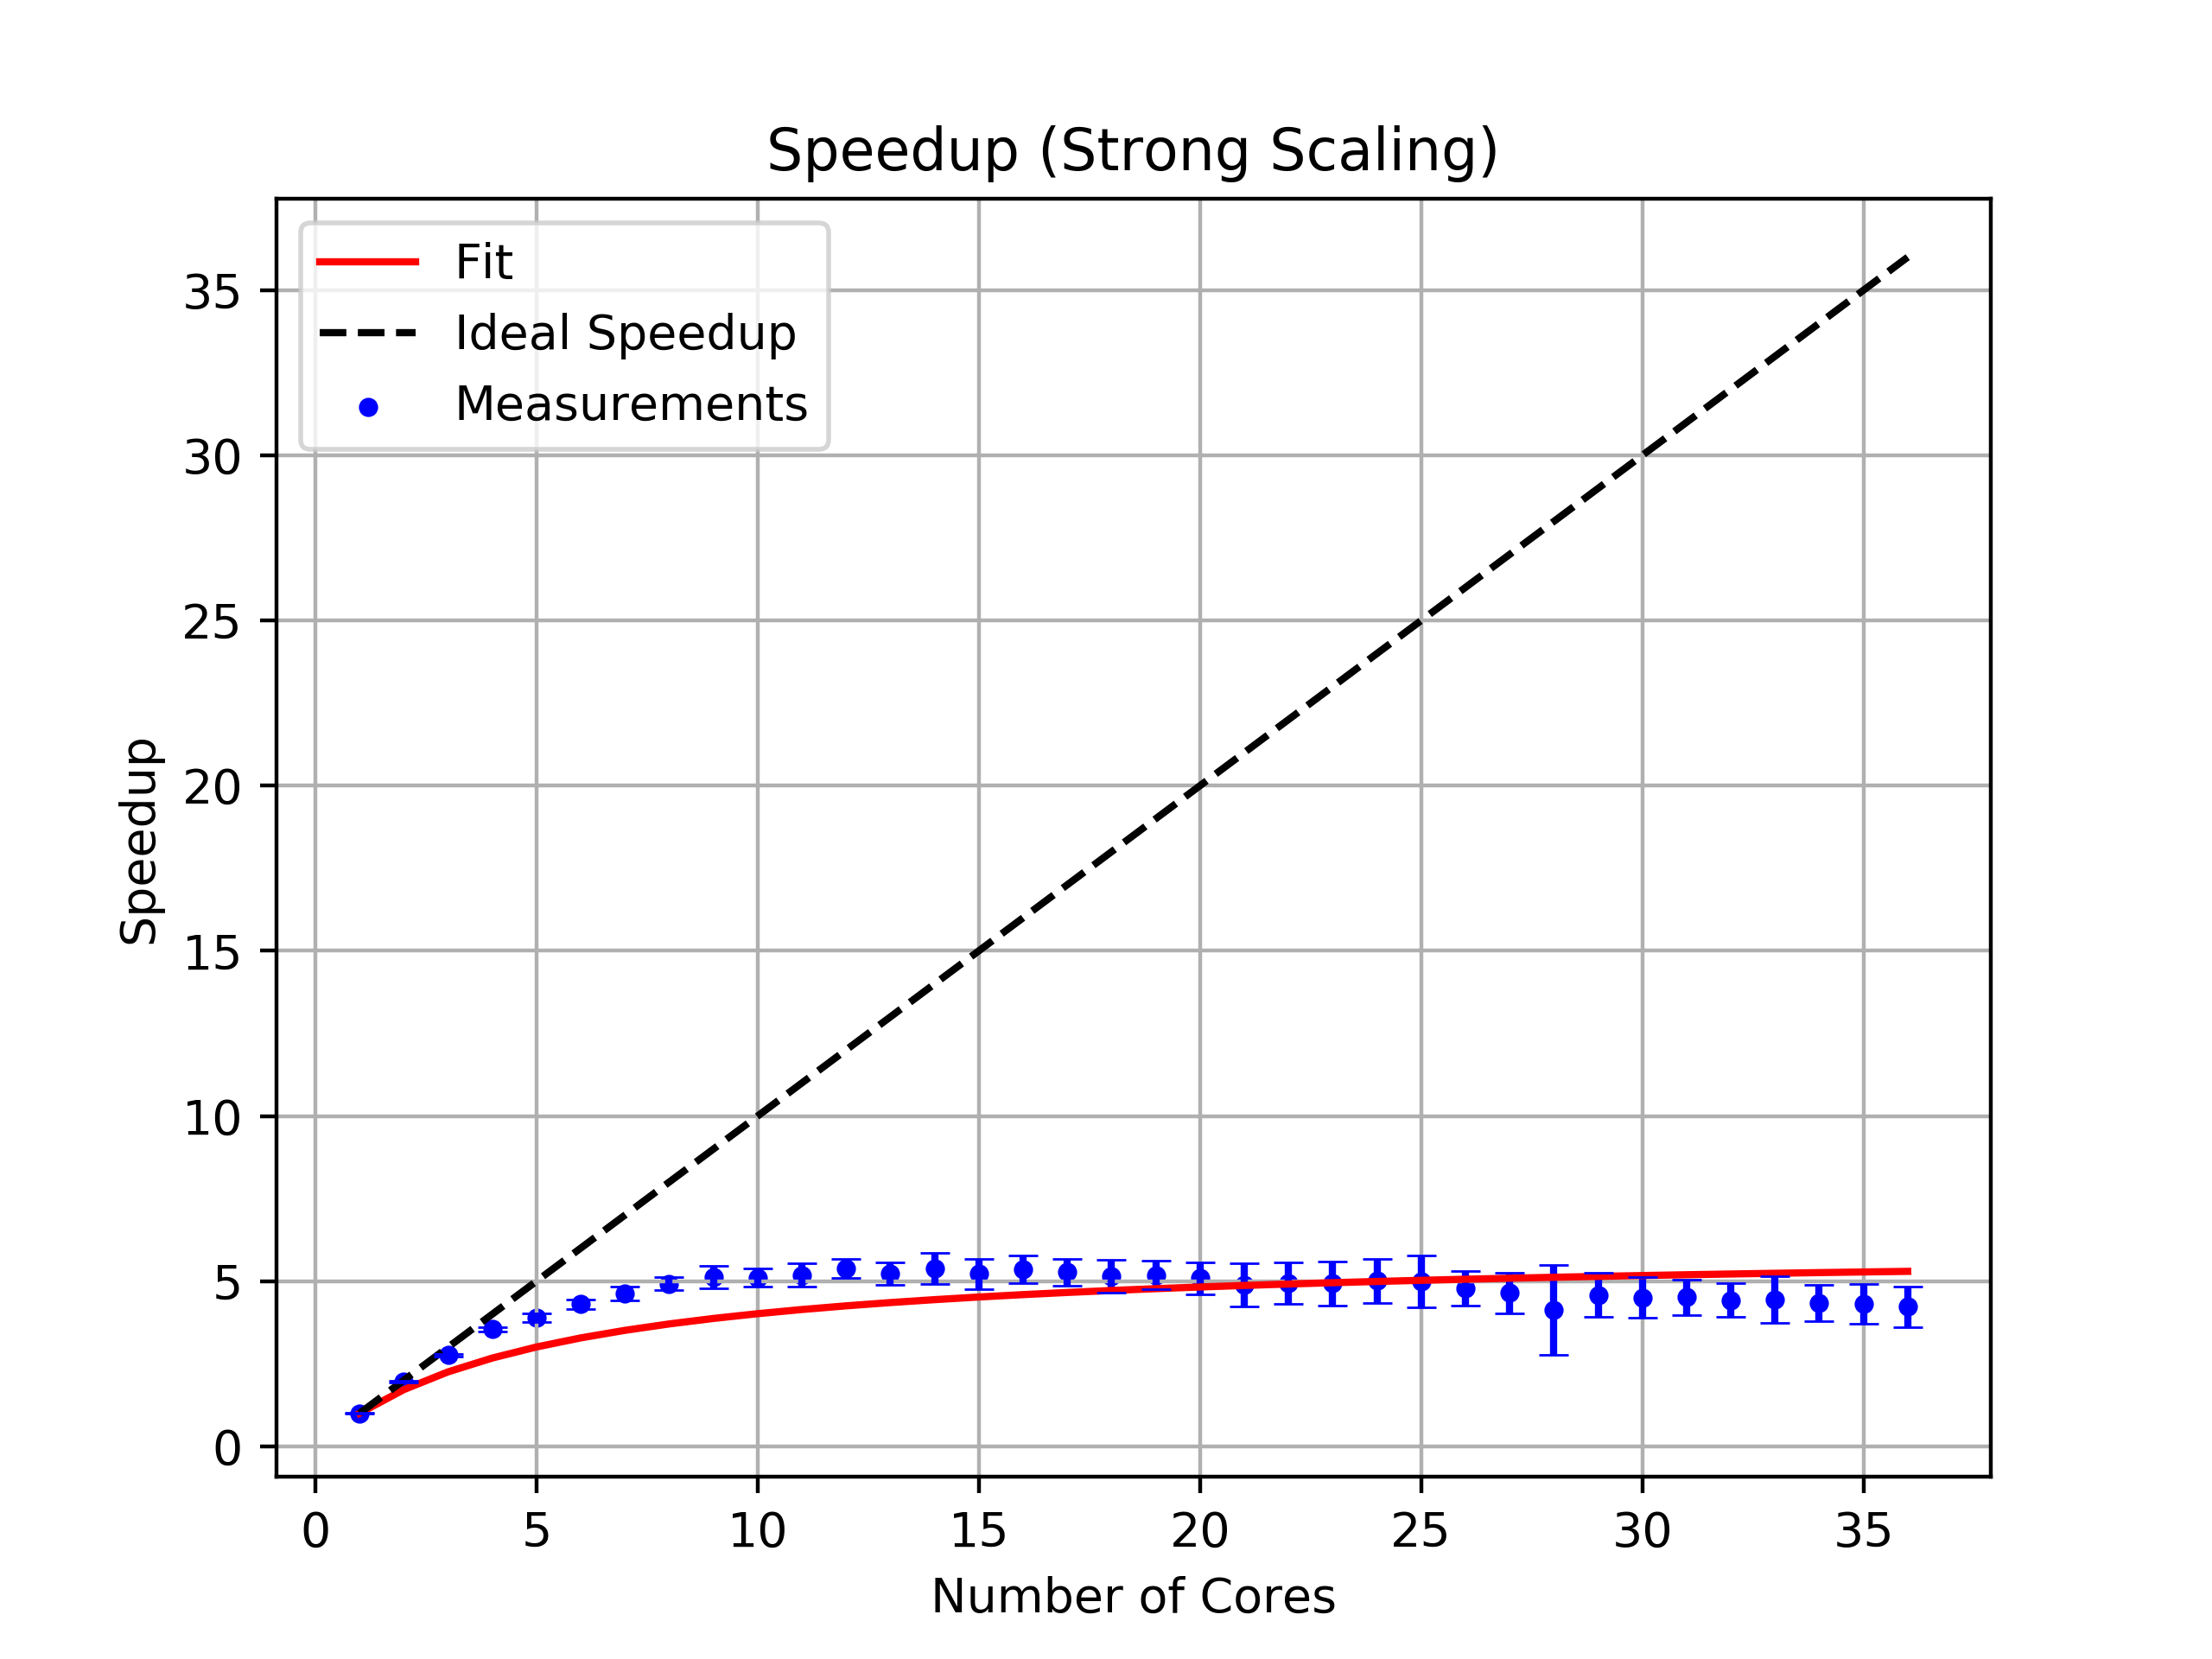 Speedup (Strong Scaling)
Fit
Ideal Speedup
Measurements
35
30
25
20
15
10
5
0
Speedup
0 5 10 15 20 25 30 35
Number of Cores